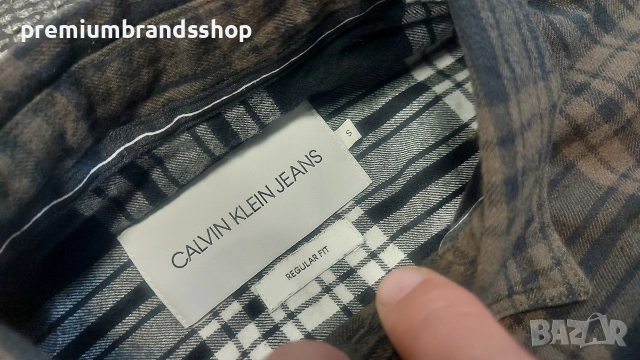 premiumbrandsshop
S
CALVIN KLEIN JEANS
REGULAR FIT
BAZAR